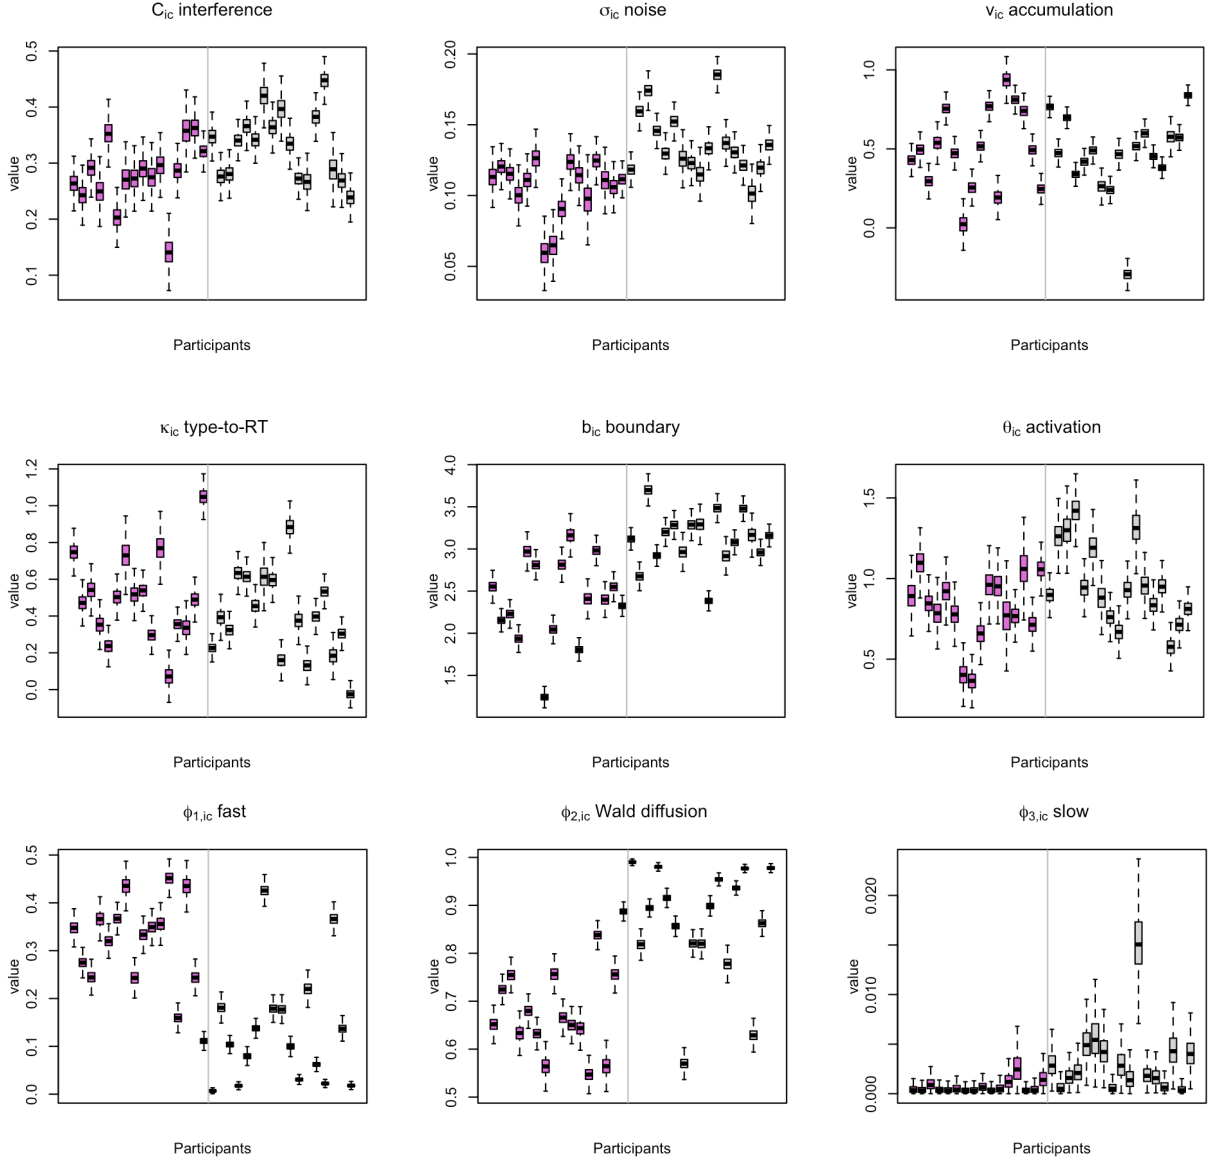 C_ic interference
σ_ic noise
v_ic accumulation
value
0.1
0.2
0.3
0.4
0.5
Participants
value
0.05
0.10
0.15
0.20
Participants
value
0.0
0.5
1.0
Participants
κ_ic type-to-RT
b_ic boundary
θ_ic activation
value
0.0
0.2
0.4
0.6
0.8
1.0
1.2
Participants
value
1.5
2.0
2.5
3.0
3.5
4.0
Participants
value
0.5
1.0
1.5
Participants
ϕ_1,ic fast
ϕ_2,ic Wald diffusion
ϕ_3,ic slow
value
0.0
0.1
0.2
0.3
0.4
0.5
Participants
value
0.5
0.6
0.7
0.8
0.9
1.0
Participants
value
0.000
0.010
0.020
Participants